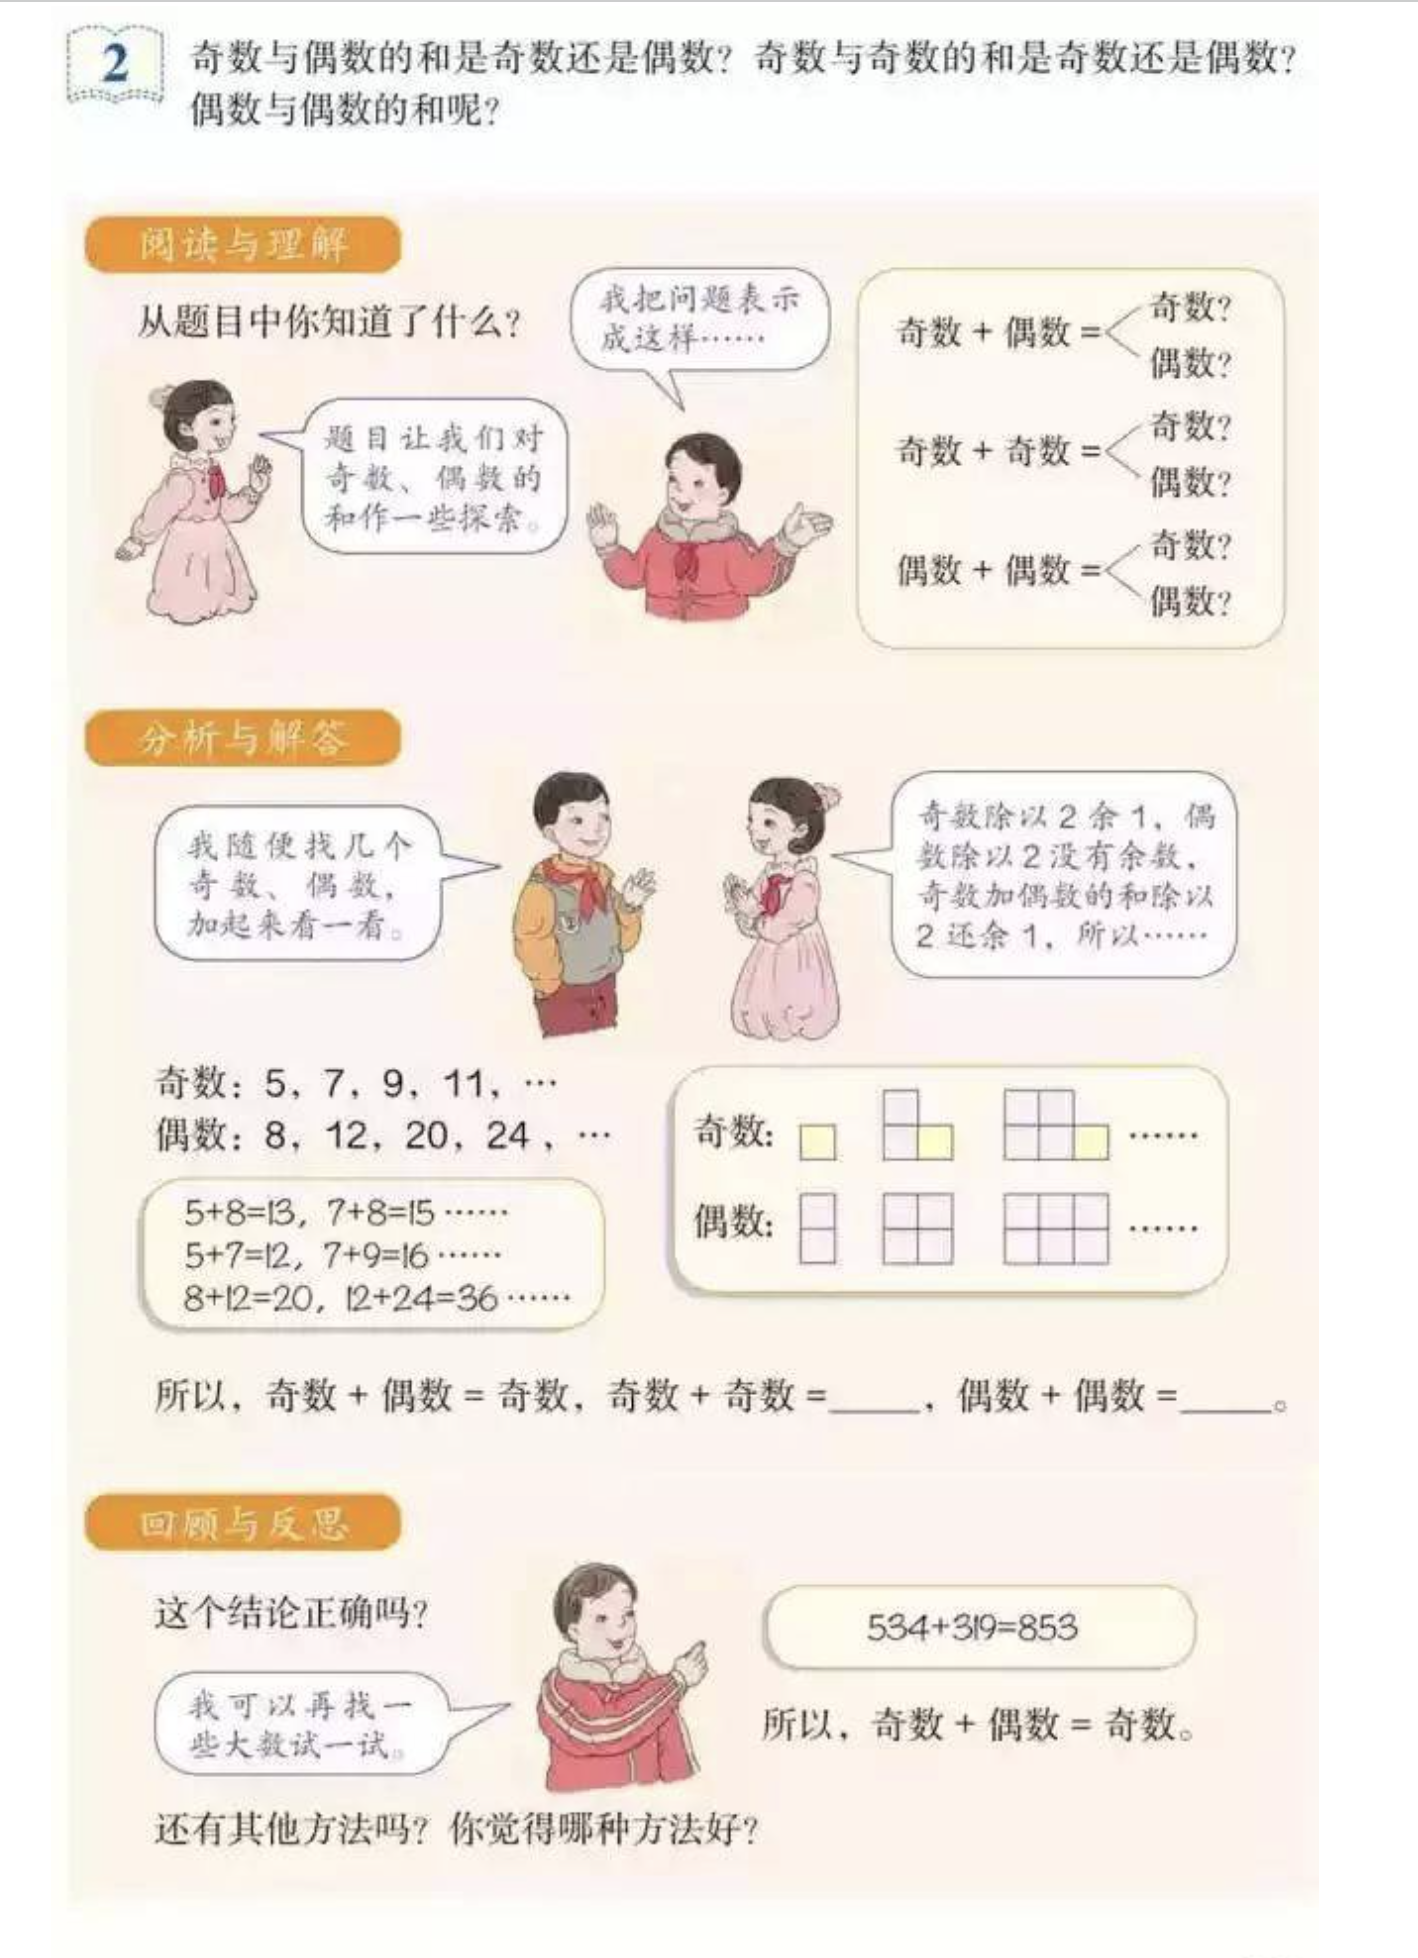 2
奇数与偶数的和是奇数还是偶数？奇数与奇数的和是奇数还是偶数？
偶数与偶数的和呢？
阅读与理解
从题目中你知道了什么？
题目让我们对
奇数、偶数的
和作一些探索。
我把问题表示
成这样……
奇数 + 偶数 =
奇数？
偶数？
奇数 + 奇数 =
奇数？
偶数？
偶数 + 偶数 =
奇数？
偶数？
分析与解答
我随便找几个
奇数、偶数，
加起来看一看。
奇数除以 2 余 1，偶
数除以 2 没有余数，
奇数加偶数的和除以
2 还余 1，所以……
奇数：5，7，9，11，…
偶数：8，12，20，24，…
5+8=13，7+8=15……
5+7=12，7+9=16……
8+12=20，12+24=36……
奇数：……
偶数：……
所以，奇数 + 偶数 = 奇数，奇数 + 奇数 =_____，偶数 + 偶数 =_____。
回顾与反思
这个结论正确吗？
我可以再找一
些大数试一试。
534+319=853
所以，奇数 + 偶数 = 奇数。
还有其他方法吗？你觉得哪种方法好？